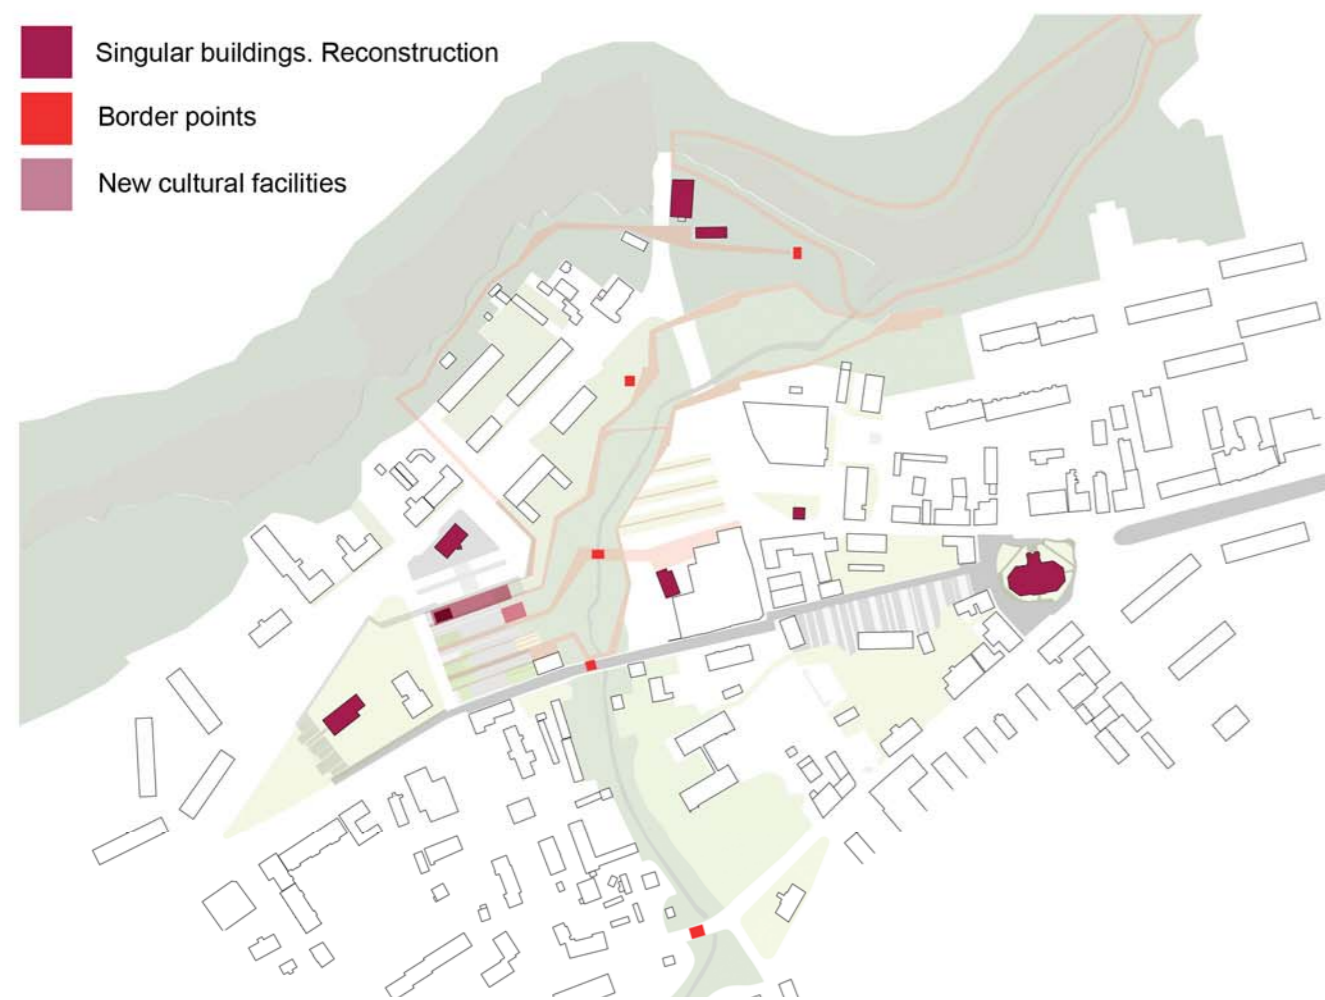 Singular buildings. Reconstruction
Border points
New cultural facilities